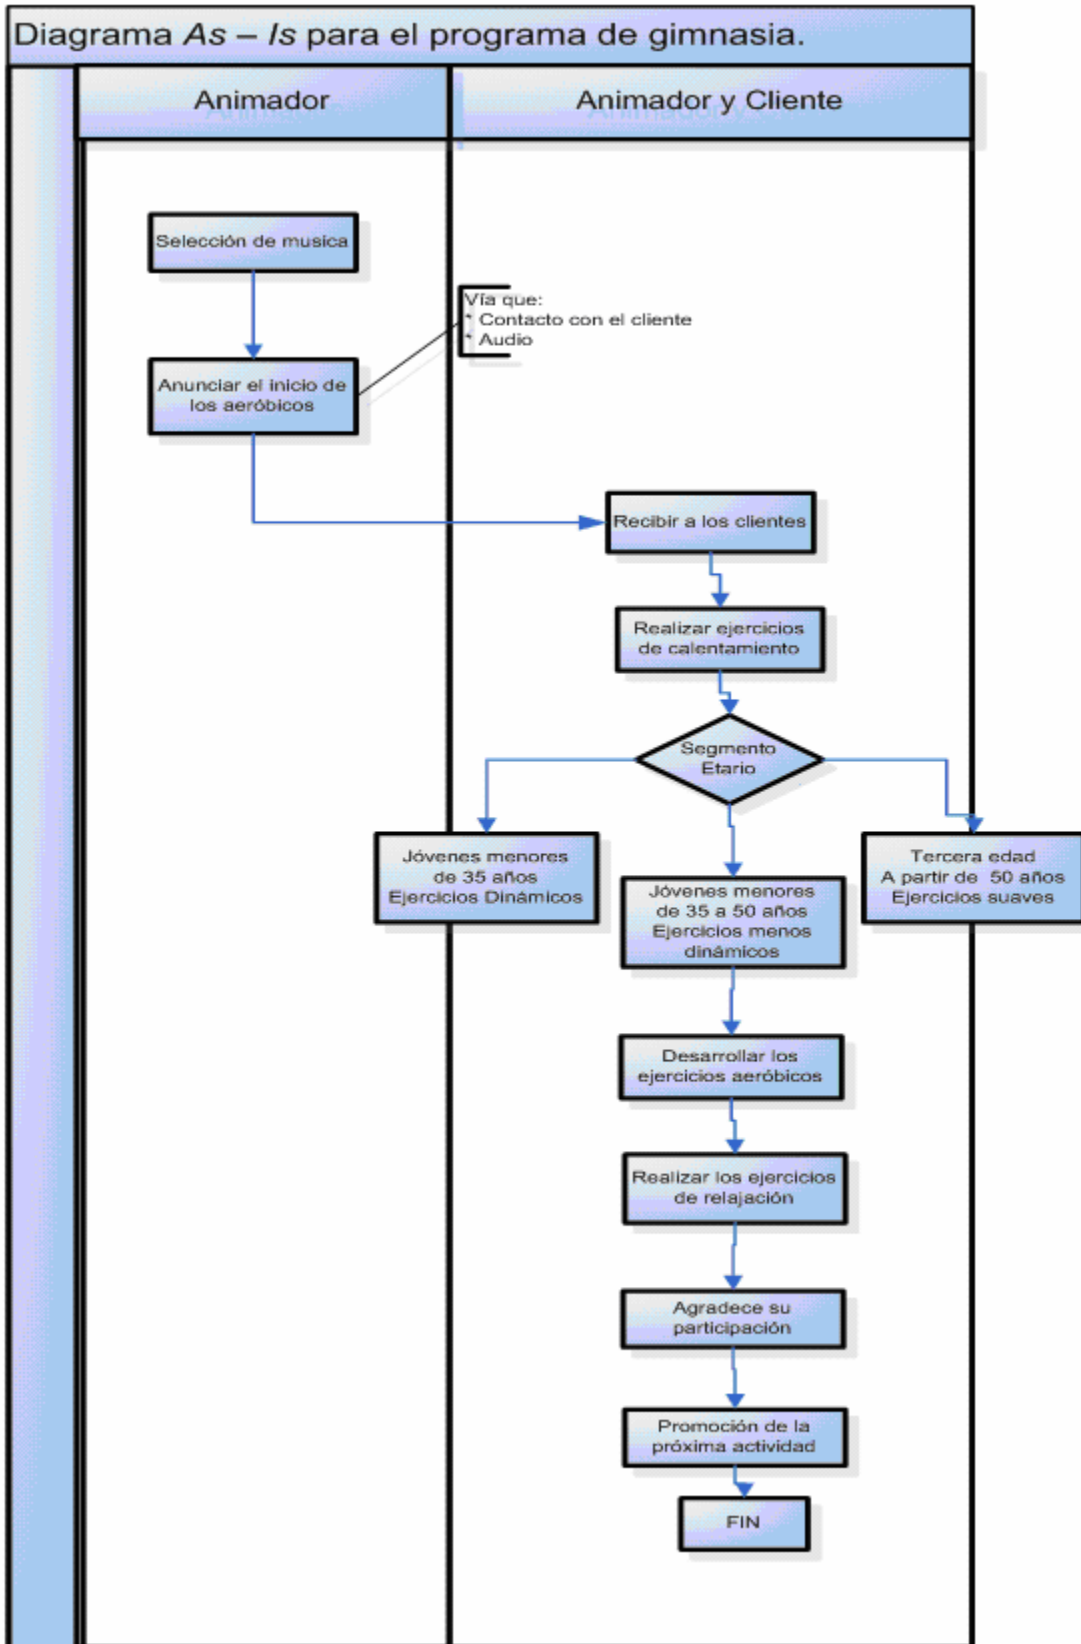 Diagrama As – Is para el programa de gimnasia.
Animador
Animador y Cliente
Selección de musica
Vía que:
* Contacto con el cliente
* Audio
Anunciar el inicio de
los aeróbicos
Recibir a los clientes
Realizar ejercicios
de calentamiento
Segmento
Etario
Jóvenes menores
de 35 años
Ejercicios Dinámicos
Jóvenes menores
de 35 a 50 años
Ejercicios menos
dinámicos
Tercera edad
A partir de 50 años
Ejercicios suaves
Desarrollar los
ejercicios aeróbicos
Realizar los ejercicios
de relajación
Agradece su
participación
Promoción de la
próxima actividad
FIN